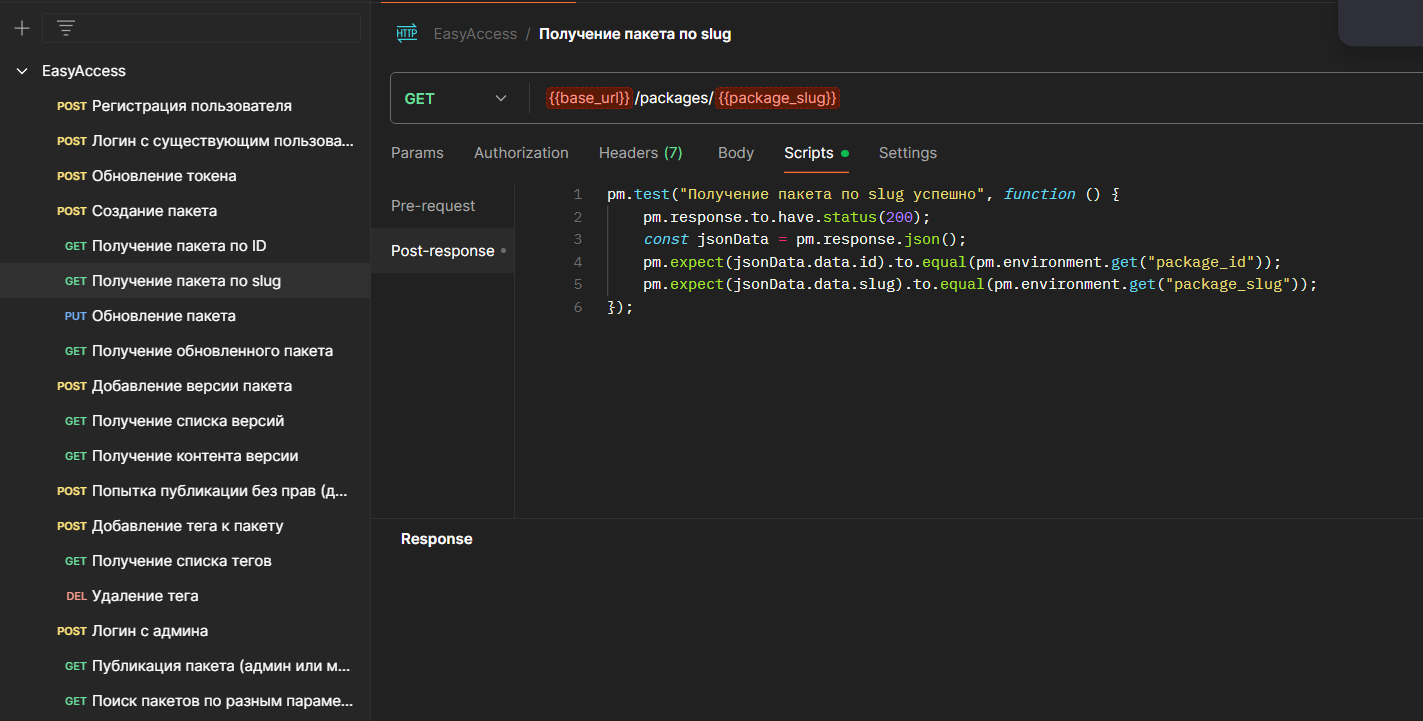 EasyAccess
POST Регистрация пользователя
POST Логин с существующим пользова...
POST Обновление токена
POST Создание пакета
GET Получение пакета по ID
GET Получение пакета по slug
PUT Обновление пакета
GET Получение обновленного пакета
POST Добавление версии пакета
GET Получение списка версий
GET Получение контента версии
POST Попытка публикации без прав (д...
POST Добавление тега к пакету
GET Получение списка тегов
DEL Удаление тега
POST Логин с админа
GET Публикация пакета (админ или м...
GET Поиск пакетов по разным параме...
HTTP EasyAccess / Получение пакета по slug
GET {{base_url}}/packages/{{package_slug}}
Params Authorization Headers (7) Body Scripts Settings
Pre-request
Post-response
1 pm.test("Получение пакета по slug успешно", function () {
2 pm.response.to.have.status(200);
3 const jsonData = pm.response.json();
4 pm.expect(jsonData.data.id).to.equal(pm.environment.get("package_id"));
5 pm.expect(jsonData.data.slug).to.equal(pm.environment.get("package_slug"));
6 });
Response